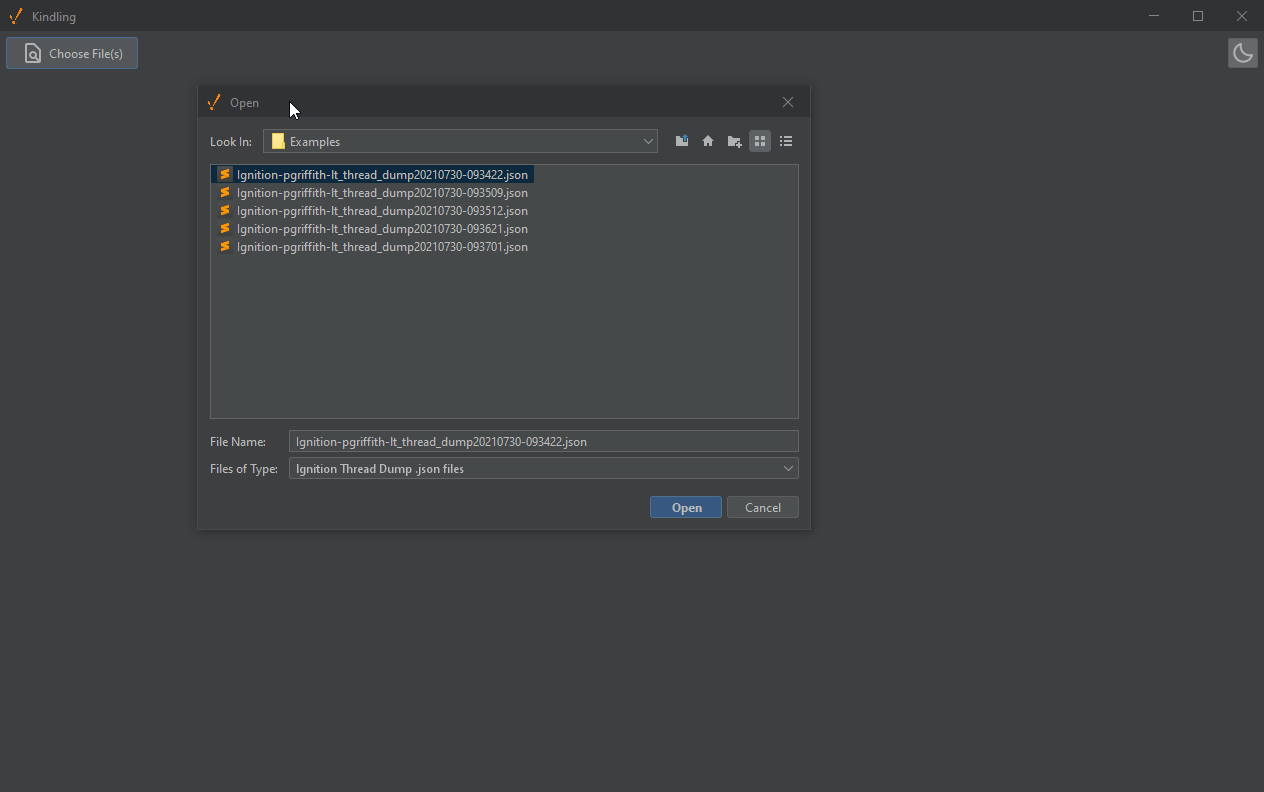 Kindling
Choose File(s)
Open
Look In: Examples
Ignition-pgriffith-lt_thread_dump20210730-093422.json
Ignition-pgriffith-lt_thread_dump20210730-093509.json
Ignition-pgriffith-lt_thread_dump20210730-093512.json
Ignition-pgriffith-lt_thread_dump20210730-093621.json
Ignition-pgriffith-lt_thread_dump20210730-093701.json
File Name: Ignition-pgriffith-lt_thread_dump20210730-093422.json
Files of Type: Ignition Thread Dump .json files
Open Cancel